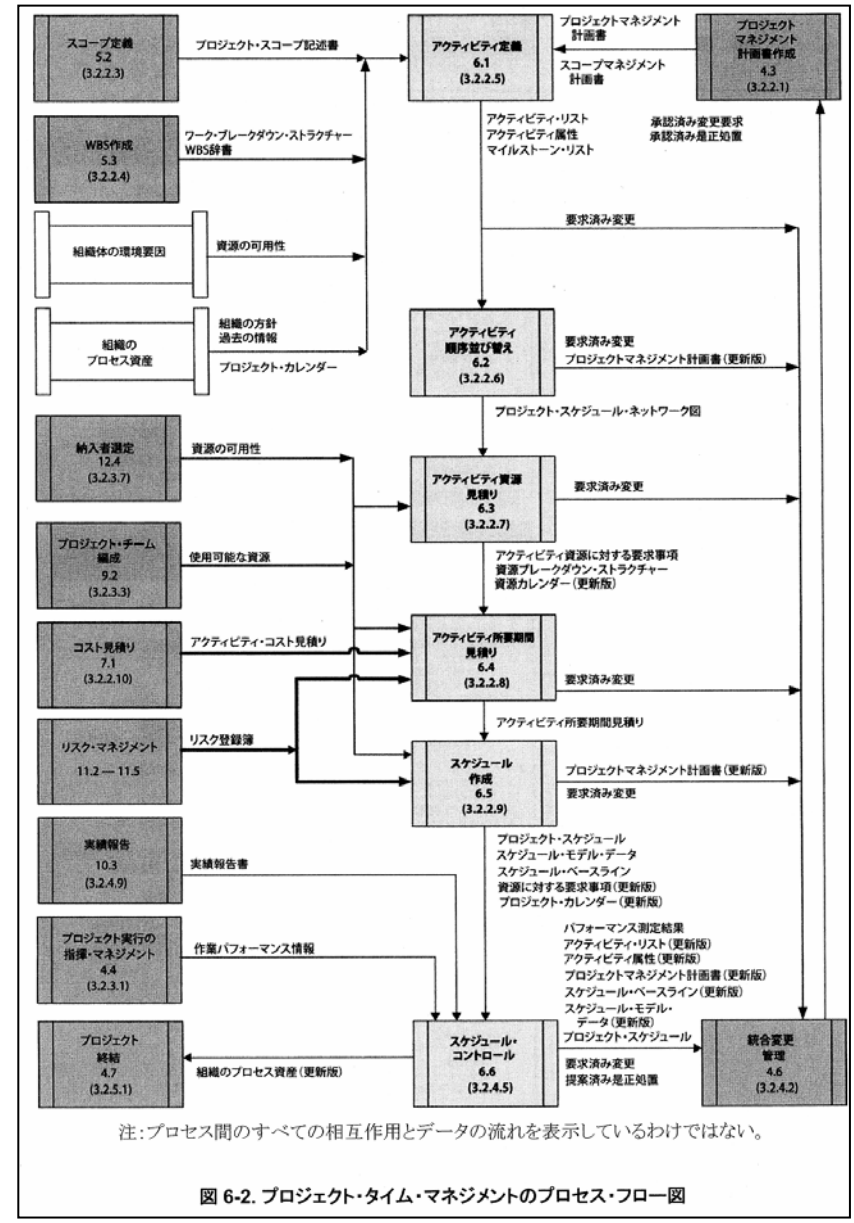 スコープ定義
5.2
(3.2.2.3)
プロジェクト・スコープ記述書
アクティビティ定義
6.1
(3.2.2.5)
プロジェクトマネジメント
計画書
スコープマネジメント
計画書
プロジェクト
マネジメント
計画書作成
4.3
(3.2.2.1)
WBS作成
5.3
(3.2.2.4)
ワーク・ブレークダウン・ストラクチャー
WBS辞書
アクティビティ・リスト
アクティビティ属性
マイルストーン・リスト
承認済み変更要求
承認済み是正処置
組織体の環境要因
資源の可用性
要求済み変更
組織の
プロセス資産
組織の方針
過去の情報
プロジェクト・カレンダー
アクティビティ
順序並び替え
6.2
(3.2.2.6)
要求済み変更
プロジェクトマネジメント計画書(更新版)
プロジェクト・スケジュール・ネットワーク図
納入者選定
12.4
(3.2.3.7)
資源の可用性
アクティビティ資源
見積り
6.3
(3.2.2.7)
要求済み変更
プロジェクト・チーム
編成
9.2
(3.2.3.3)
使用可能な資源
アクティビティ資源に対する要求事項
資源ブレークダウン・ストラクチャー
資源カレンダー(更新版)
コスト見積り
7.1
(3.2.2.10)
アクティビティ・コスト見積り
アクティビティ所要期間
見積り
6.4
(3.2.2.8)
要求済み変更
アクティビティ所要期間見積り
リスク・マネジメント
11.2 — 11.5
リスク登録簿
スケジュール
作成
6.5
(3.2.2.9)
プロジェクトマネジメント計画書(更新版)
要求済み変更
実績報告
10.3
(3.2.4.9)
実績報告書
プロジェクト・スケジュール
スケジュール・モデル・データ
スケジュール・ベースライン
資源に対する要求事項(更新版)
プロジェクト・カレンダー(更新版)
プロジェクト実行の
指揮・マネジメント
4.4
(3.2.3.1)
作業パフォーマンス情報
パフォーマンス測定結果
アクティビティ・リスト(更新版)
アクティビティ属性(更新版)
プロジェクトマネジメント計画書(更新版)
スケジュール・ベースライン(更新版)
スケジュール・モデル・
データ(更新版)
プロジェクト・スケジュール
要求済み変更
提案済み是正処置
プロジェクト
終結
4.7
(3.2.5.1)
組織のプロセス資産(更新版)
スケジュール・
コントロール
6.6
(3.2.4.5)
統合変更
管理
4.6
(3.2.4.2)
注:プロセス間のすべての相互作用とデータの流れを表示しているわけではない。
図 6-2. プロジェクト・タイム・マネジメントのプロセス・フロー図